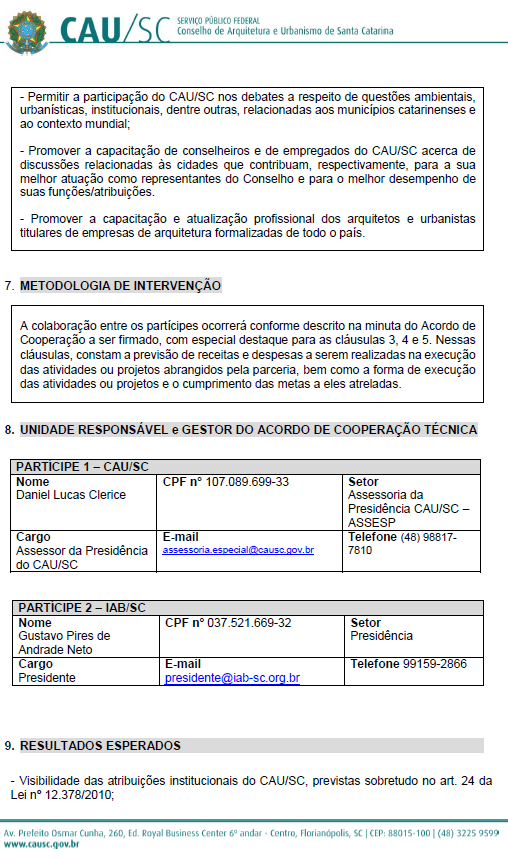 CAU/SC
SERVIÇO PÚBLICO FEDERAL
Conselho de Arquitetura e Urbanismo de Santa Catarina
- Permitir a participação do CAU/SC nos debates a respeito de questões ambientais,
urbanísticas, institucionais, dentre outras, relacionadas aos municípios catarinenses e
ao contexto mundial;
- Promover a capacitação de conselheiros e de empregados do CAU/SC acerca de
discussões relacionadas às cidades que contribuam, respectivamente, para a sua
melhor atuação como representantes do Conselho e para o melhor desempenho de
suas funções/atribuições.
- Promover a capacitação e atualização profissional dos arquitetos e urbanistas
titulares de empresas de arquitetura formalizadas de todo o país.
7. METODOLOGIA DE INTERVENÇÃO
A colaboração entre os partícipes ocorrerá conforme descrito na minuta do Acordo de
Cooperação a ser firmado, com especial destaque para as cláusulas 3, 4 e 5. Nessas
cláusulas, constam a previsão de receitas e despesas a serem realizadas na execução
das atividades ou projetos abrangidos pela parceria, bem como a forma de execução
das atividades ou projetos e o cumprimento das metas a eles atreladas.
8. UNIDADE RESPONSÁVEL e GESTOR DO ACORDO DE COOPERAÇÃO TÉCNICA
PARTÍCIPE 1 – CAU/SC
Nome
Daniel Lucas Clerice
CPF nº 107.089.699-33
Setor
Assessoria da
Presidência CAU/SC –
ASSESP
Cargo
Assessor da Presidência
do CAU/SC
E-mail
assessoria.especial@causc.gov.br
Telefone (48) 98817-
7810
PARTÍCIPE 2 – IAB/SC
Nome
Gustavo Pires de
Andrade Neto
CPF nº 037.521.669-32
Setor
Presidência
Cargo
Presidente
E-mail
presidente@iab-sc.org.br
Telefone 99159-2866
9. RESULTADOS ESPERADOS
- Visibilidade das atribuições institucionais do CAU/SC, previstas sobretudo no art. 24 da
Lei nº 12.378/2010;
Av. Prefeito Osmar Cunha, 260, Ed. Royal Business Center 6º andar - Centro, Florianópolis, SC | CEP: 88015-100 | (48) 3225 9599
www.causc.gov.br